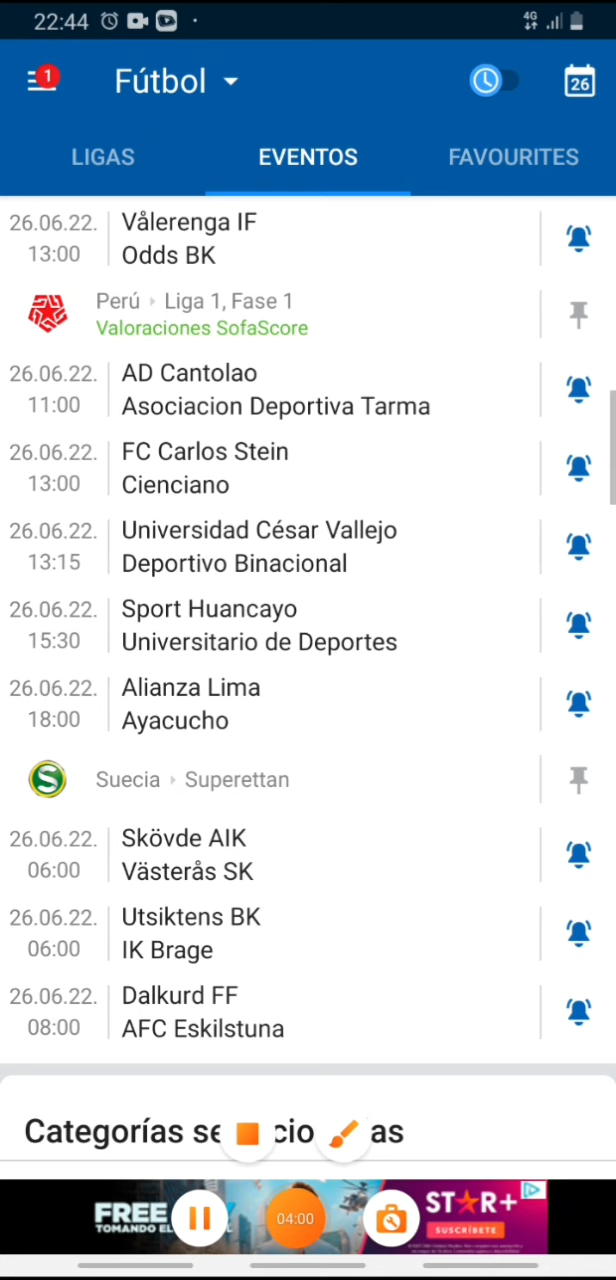 22:44
4G
1
Fútbol
26
LIGAS
EVENTOS
FAVOURITES
26.06.22.
Vålerenga IF
13:00
Odds BK
Perú
Liga 1, Fase 1
Valoraciones SofaScore
26.06.22.
AD Cantolao
11:00
Asociacion Deportiva Tarma
26.06.22.
FC Carlos Stein
13:00
Cienciano
26.06.22.
Universidad César Vallejo
13:15
Deportivo Binacional
26.06.22.
Sport Huancayo
15:30
Universitario de Deportes
26.06.22.
Alianza Lima
18:00
Ayacucho
Suecia
Superettan
26.06.22.
Skövde AIK
06:00
Västerås SK
26.06.22.
Utsiktens BK
06:00
IK Brage
26.06.22.
Dalkurd FF
08:00
AFC Eskilstuna
Categorías se cio as
FREE
TOMANDO EL
04:00
ST★R+
SUSCRÍBETE